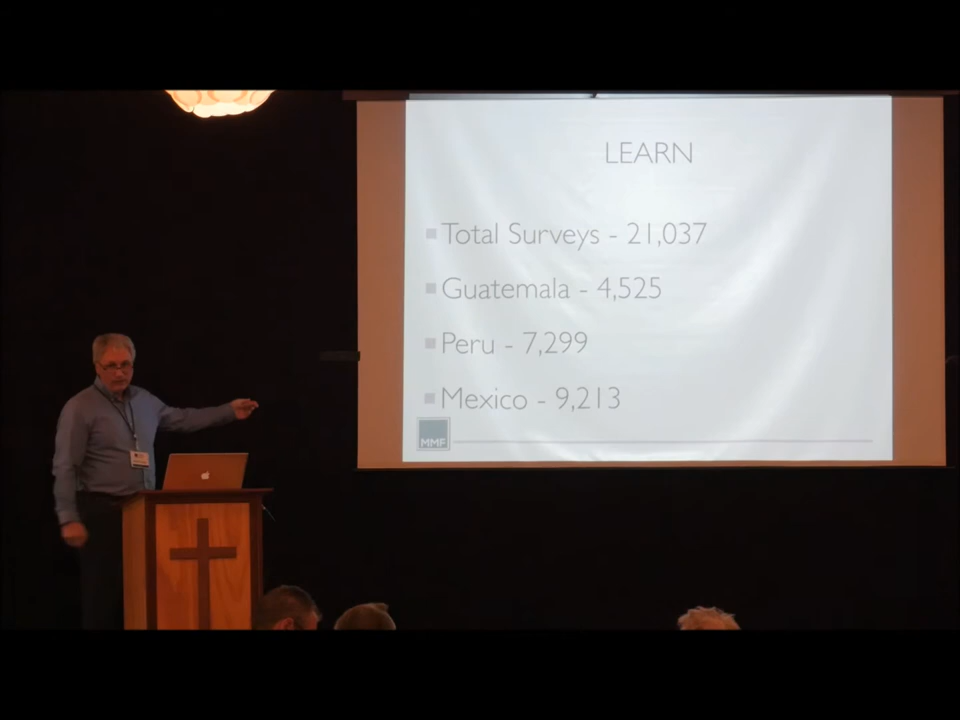 LEARN
Total Surveys - 21,037
Guatemala - 4,525
Peru - 7,299
Mexico - 9,213
MMF